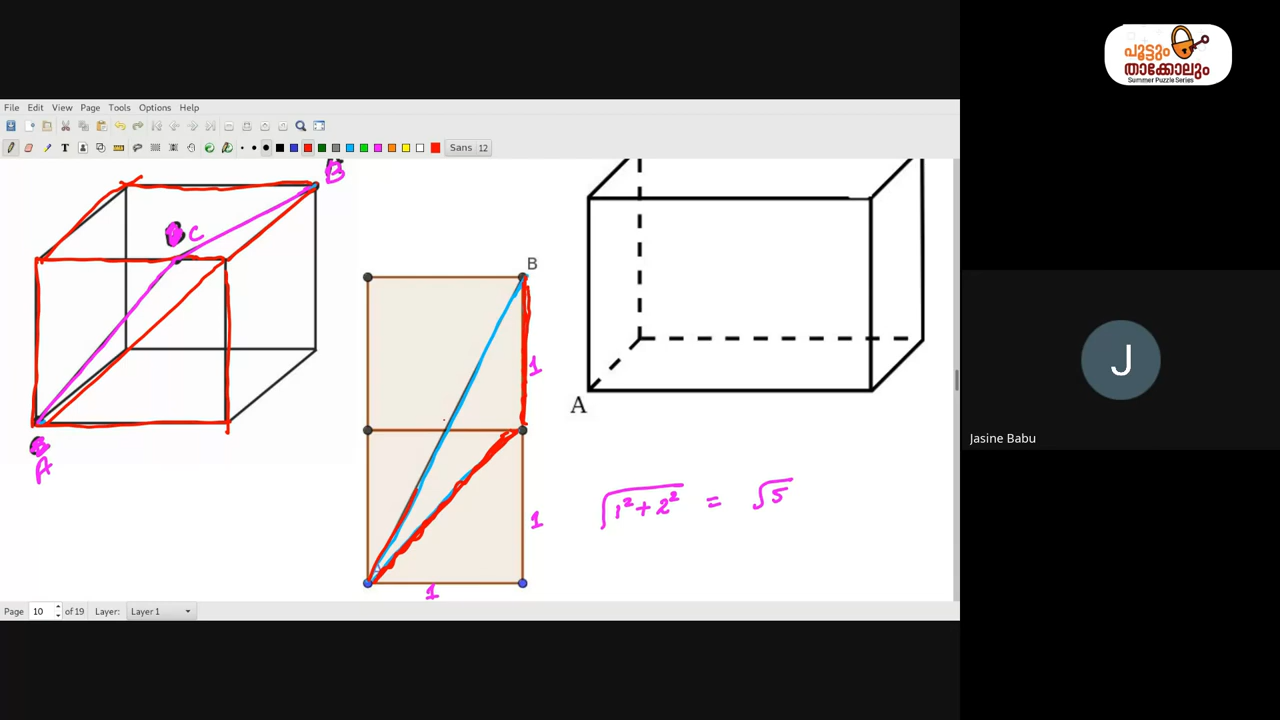 പൂട്ടും
താക്കോലും
Summer Puzzle Series
File Edit View Page Tools Options Help
Sans 12
B
C
A
B
1
1
1
A
√1²+2² = √5
J
Jasine Babu
Page 10 of 19 Layer: Layer 1